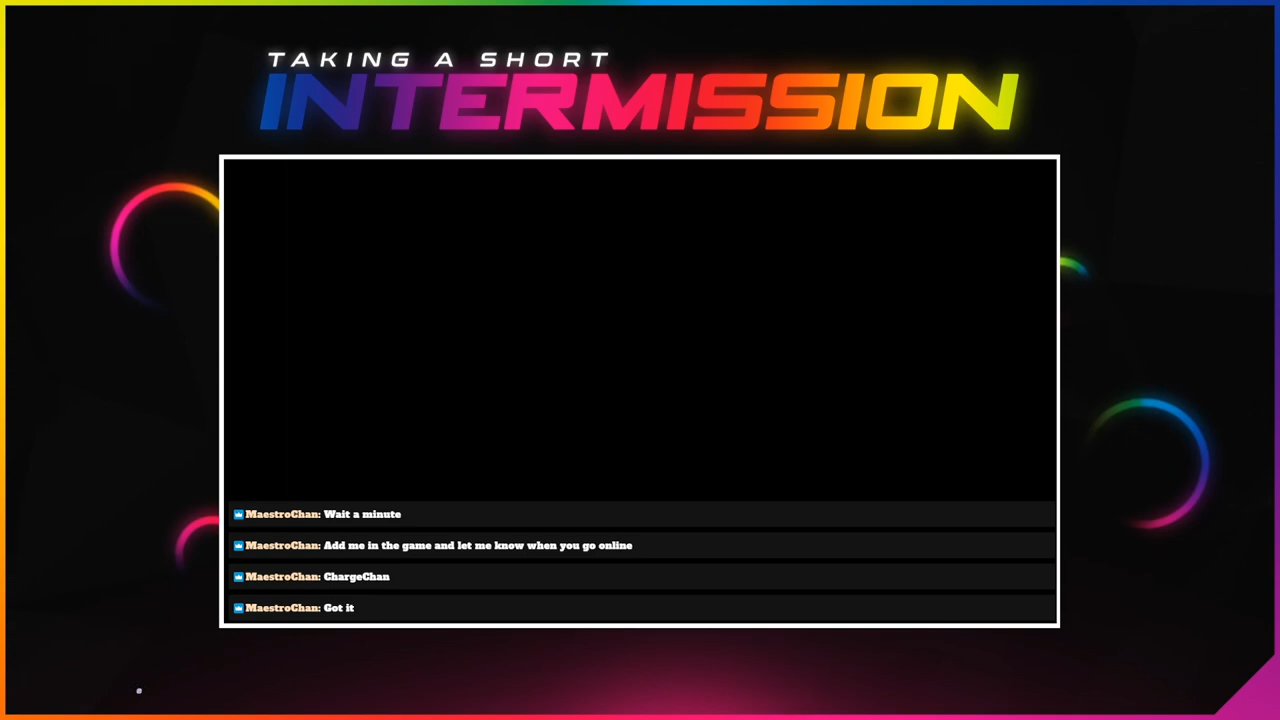 TAKING A SHORT
INTERMISSION
MaestroChan: Wait a minute
MaestroChan: Add me in the game and let me know when you go online
MaestroChan: ChargeChan
MaestroChan: Got it